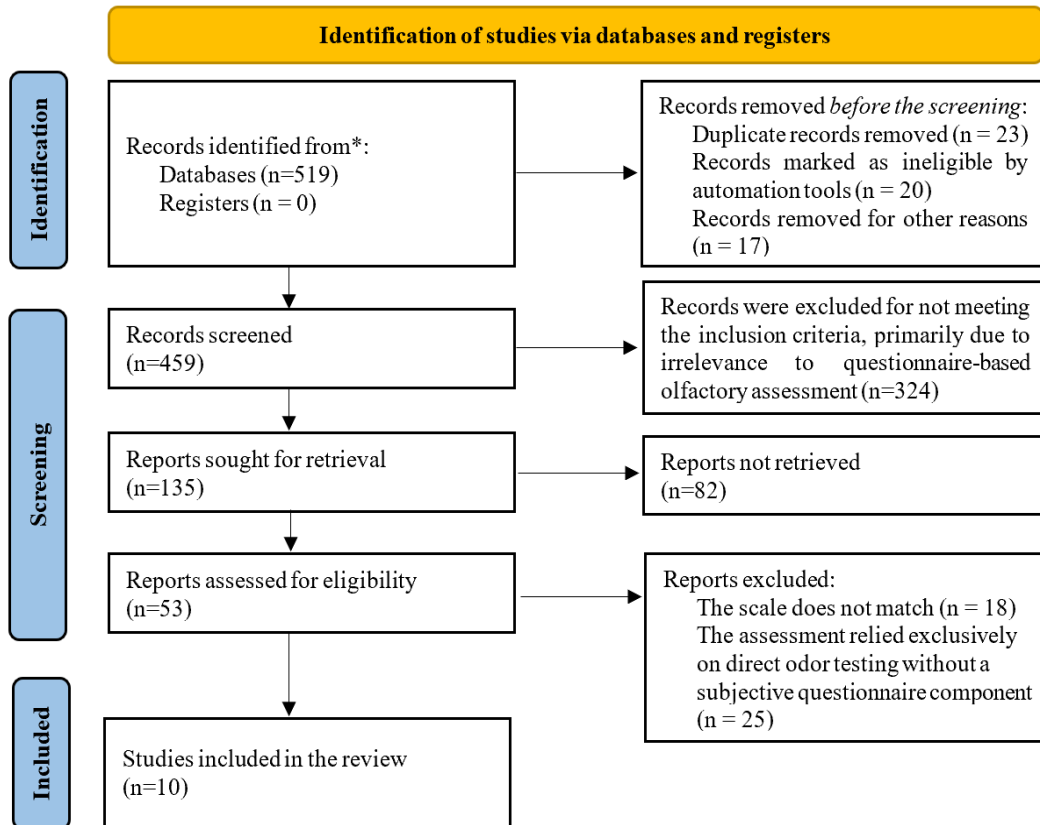 Identification of studies via databases and registers
Identification
Records identified from*:
Databases (n=519)
Registers (n = 0)
Records removed before the screening:
Duplicate records removed (n = 23)
Records marked as ineligible by
automation tools (n = 20)
Records removed for other reasons
(n = 17)
Screening
Records screened
(n=459)
Records were excluded for not meeting
the inclusion criteria, primarily due to
irrelevance to questionnaire-based
olfactory assessment (n=324)
Reports sought for retrieval
(n=135)
Reports not retrieved
(n=82)
Reports assessed for eligibility
(n=53)
Reports excluded:
The scale does not match (n = 18)
The assessment relied exclusively
on direct odor testing without a
subjective questionnaire component
(n = 25)
Included
Studies included in the review
(n=10)